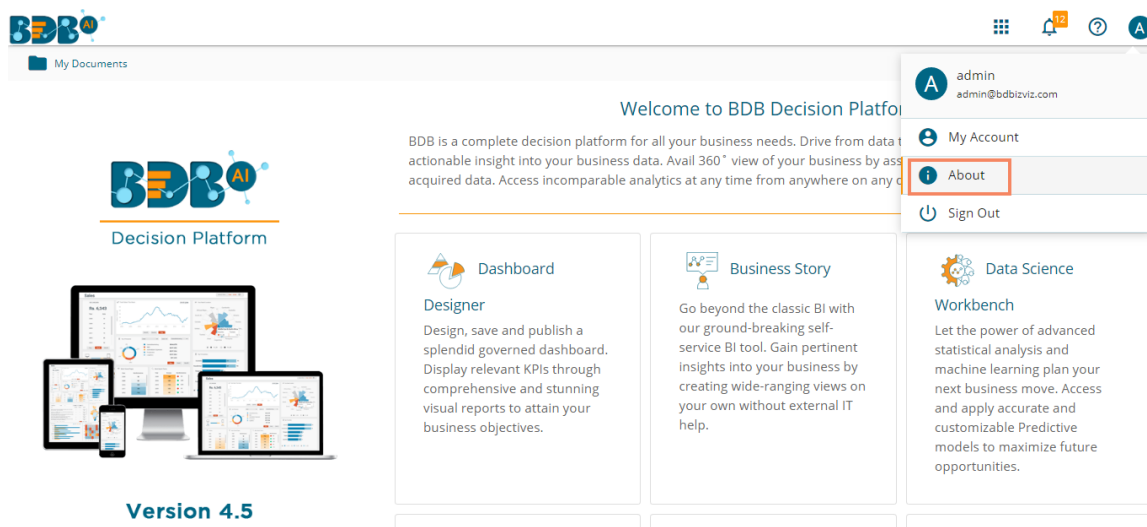 BDB AI
12
A
My Documents
A
admin
admin@bdbizviz.com
My Account
About
Sign Out
Welcome to BDB Decision Platfo
BDB is a complete decision platform for all your business needs. Drive from data t
actionable insight into your business data. Avail 360° view of your business by ass
acquired data. Access incomparable analytics at any time from anywhere on any
BDB AI
Decision Platform
Version 4.5
Dashboard
Designer
Design, save and publish a
splendid governed dashboard.
Display relevant KPIs through
comprehensive and stunning
visual reports to attain your
business objectives.
Business Story
Go beyond the classic BI with
our ground-breaking self-
service BI tool. Gain pertinent
insights into your business by
creating wide-ranging views on
your own without external IT
help.
Data Science
Workbench
Let the power of advanced
statistical analysis and
machine learning plan your
next business move. Access
and apply accurate and
customizable Predictive
models to maximize future
opportunities.